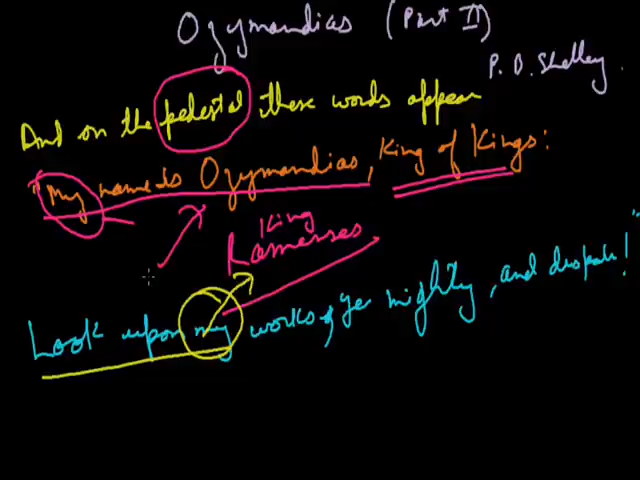 Ozymandias (Part II)
P. D. Shelley.
And on the pedestal these words appear
"My name is Ozymandias, King of Kings:
King
Ramesses
Look upon my works, ye mighty, and despair!"